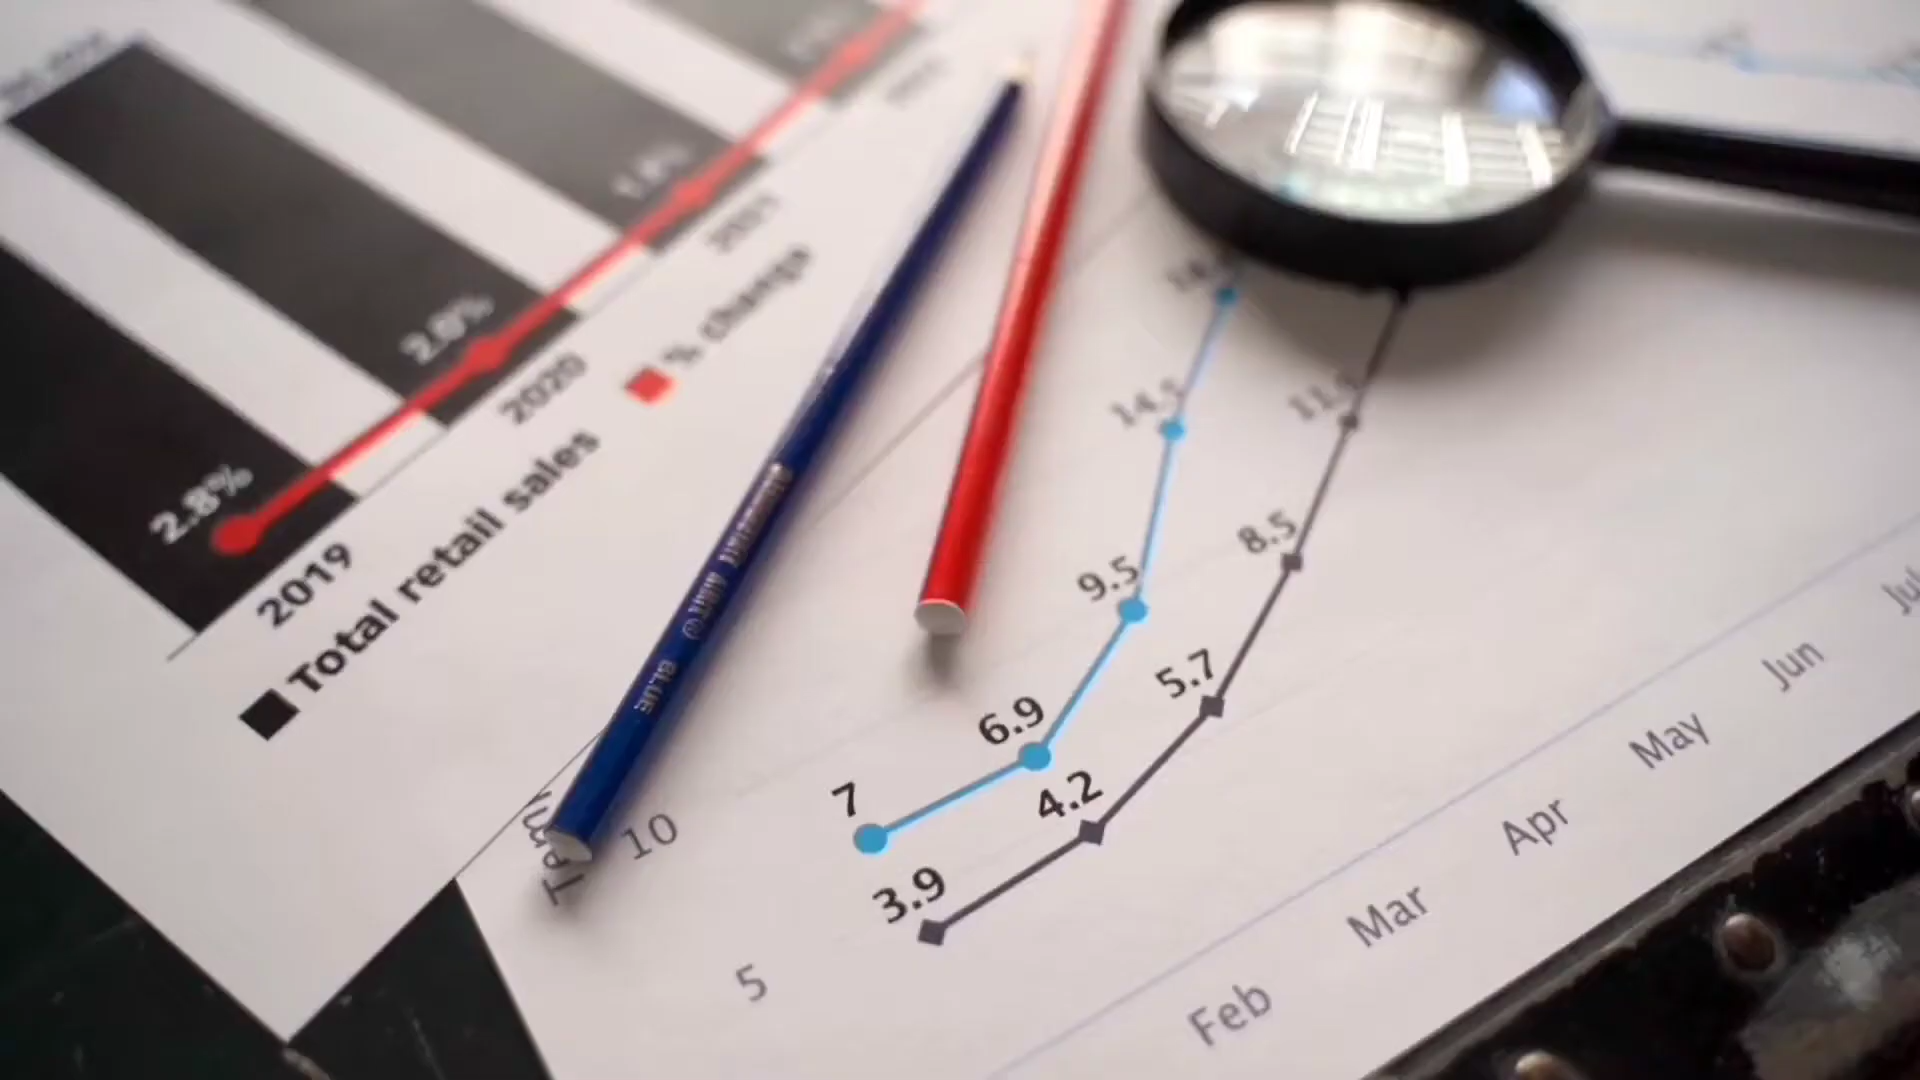 2.8%
2.0%
2019
2020
2021
Total retail sales
% change
BLUE
10
5
7
6.9
9.5
14.5
3.9
4.2
5.7
8.5
Feb
Mar
Apr
May
Jun